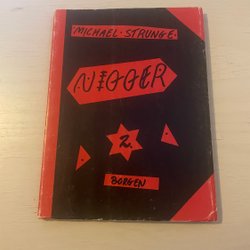 MICHAEL · STRUNGE ·
NIGGER
2.
BORGEN